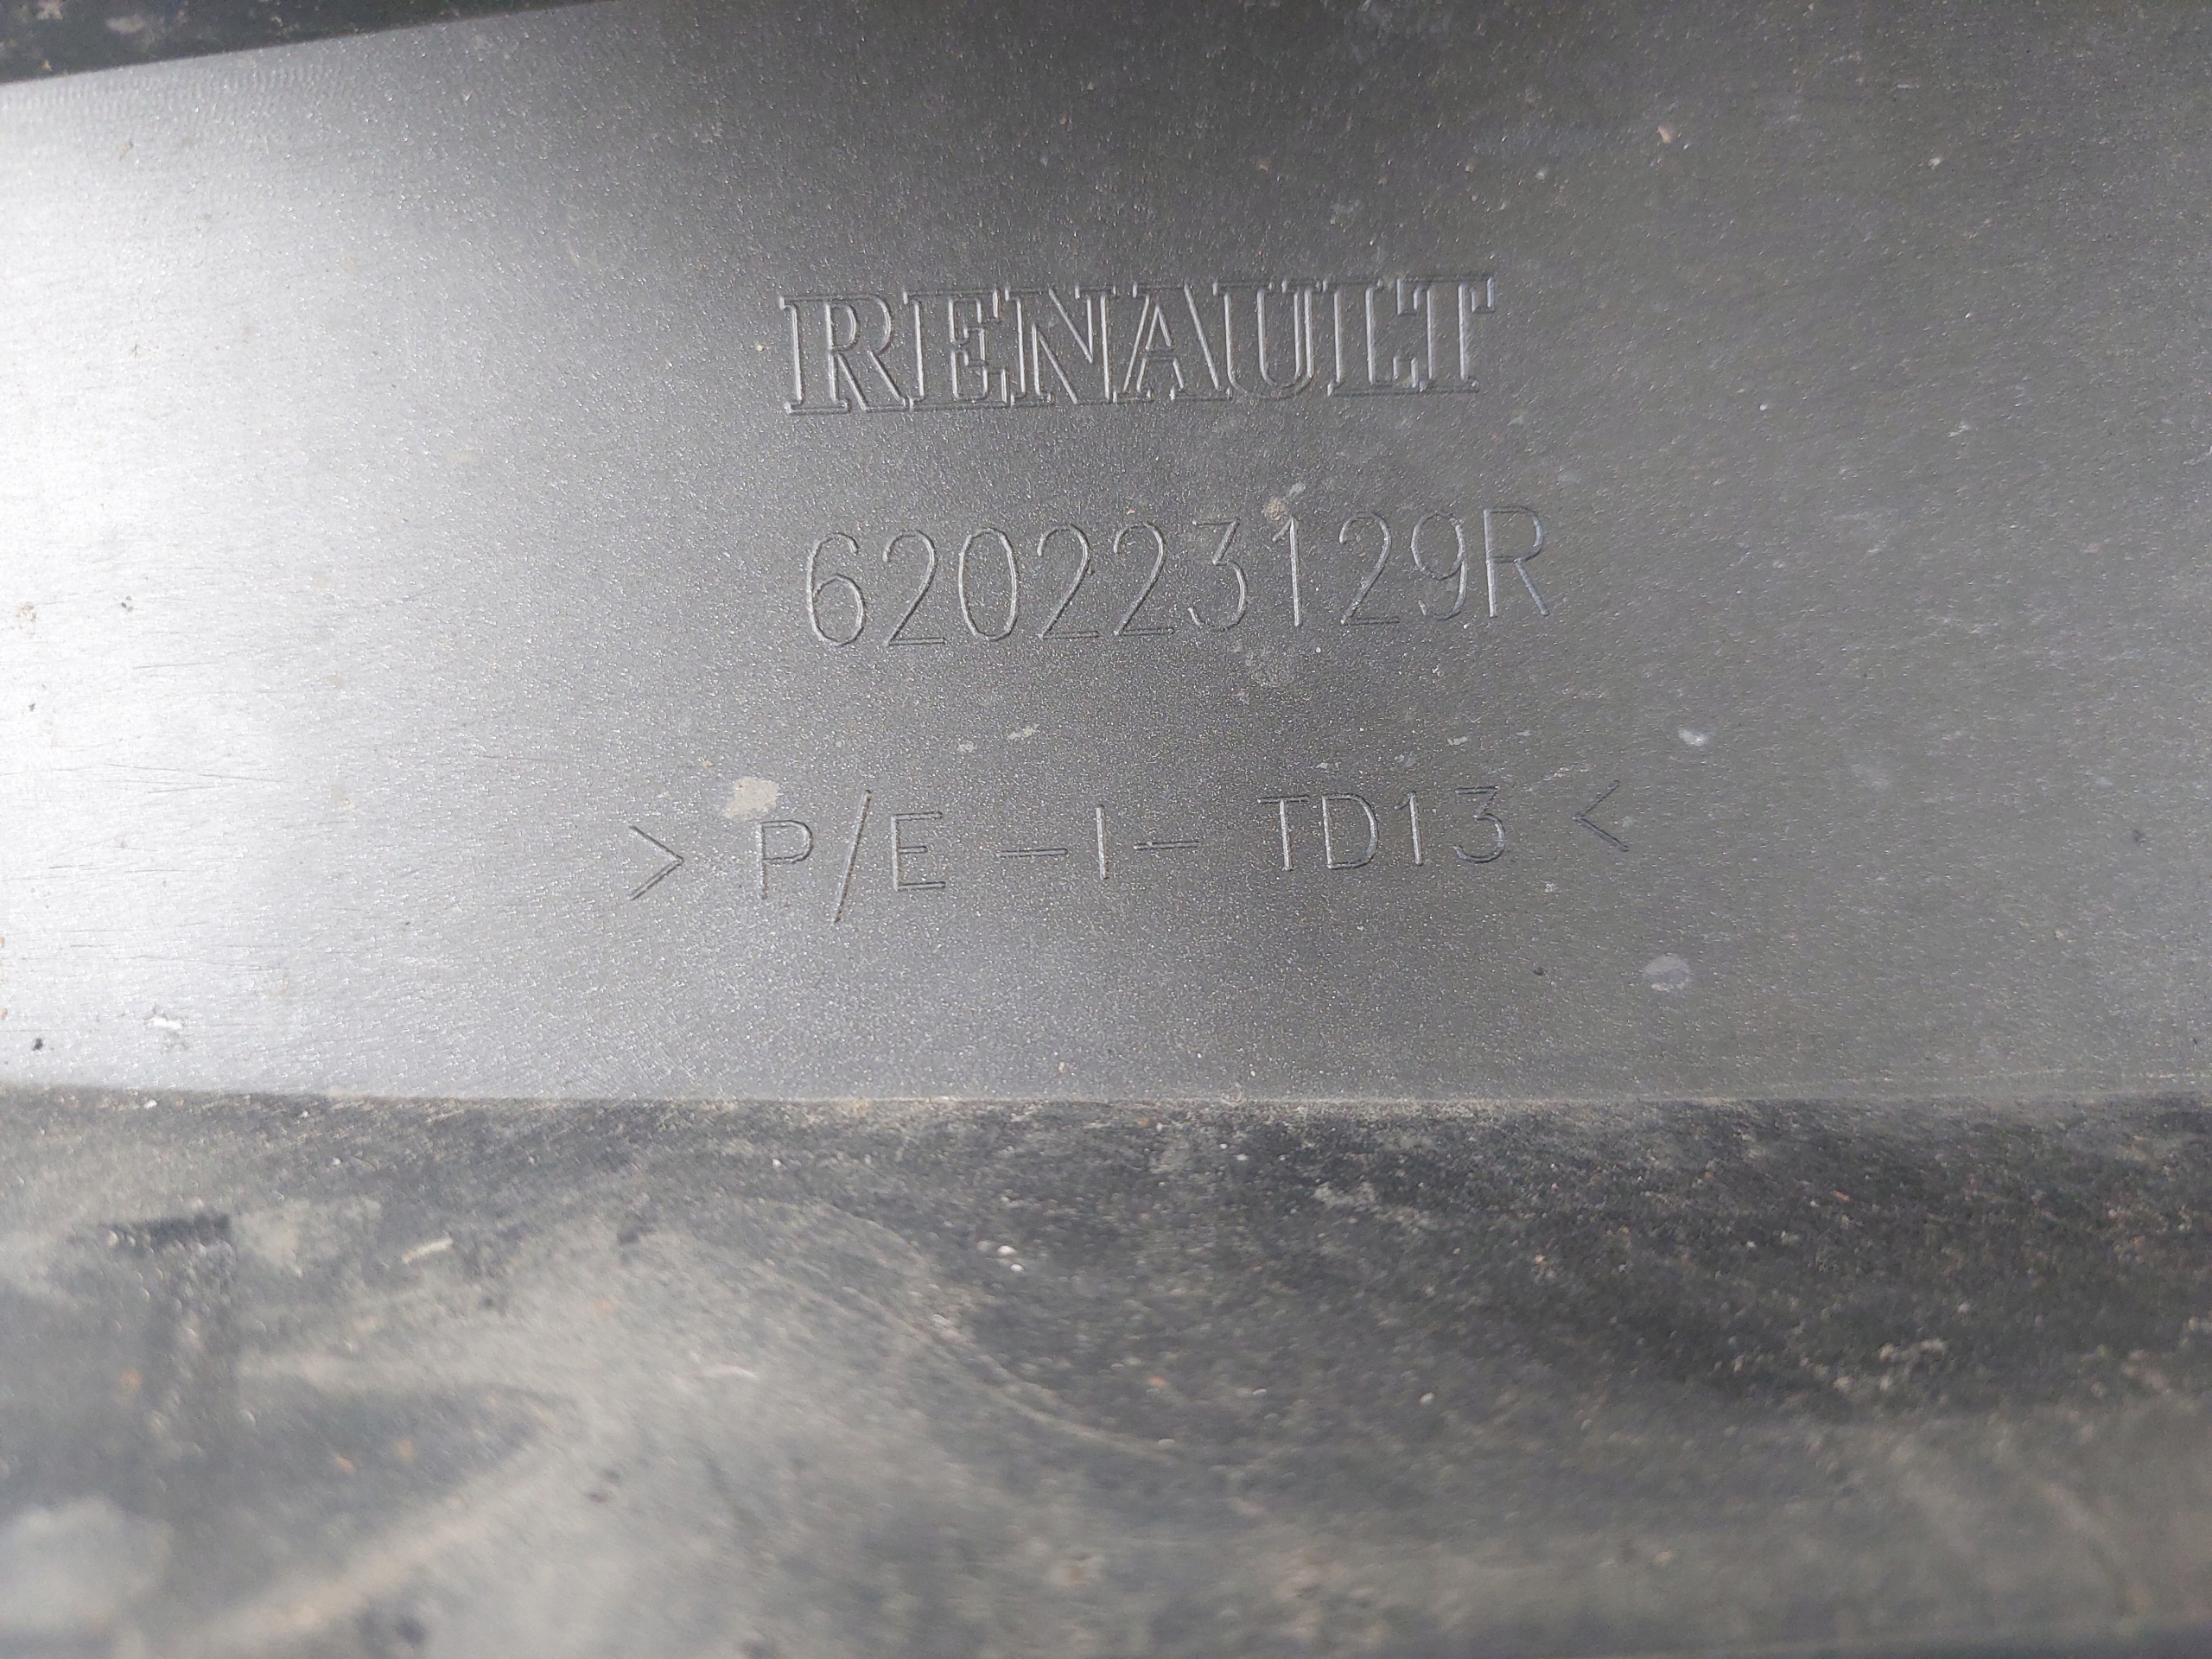 RENAULT
620223129R
> P/E -I- TD13 <